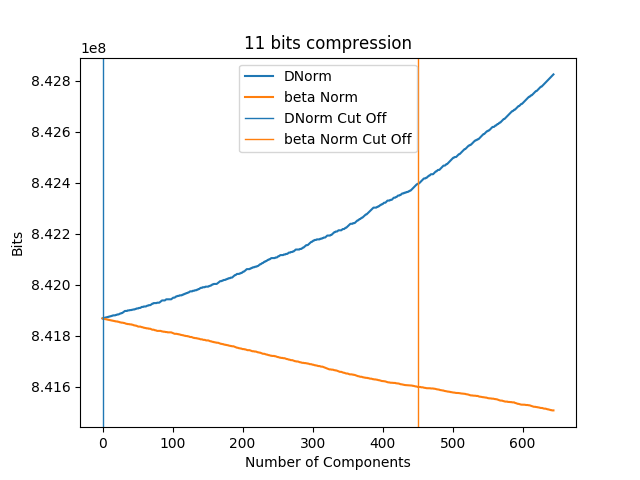 11 bits compression
1e8
8.428
8.426
8.424
8.422
8.420
8.418
8.416
Bits
DNorm
beta Norm
DNorm Cut Off
beta Norm Cut Off
0 100 200 300 400 500 600
Number of Components